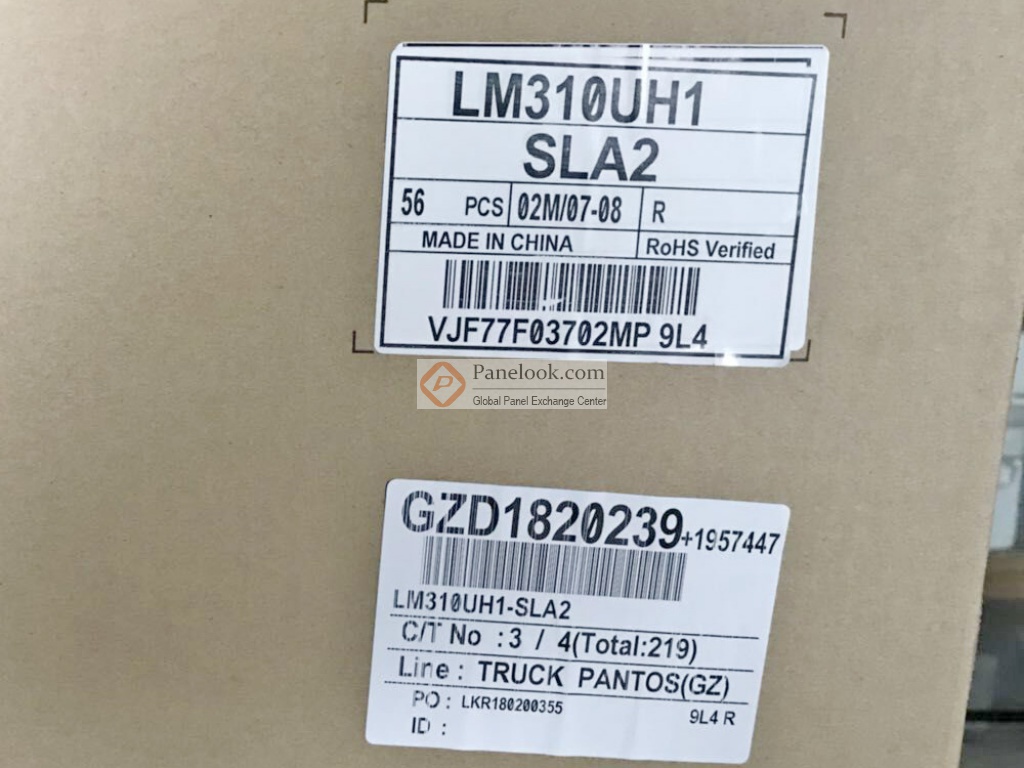 LM310UH1
SLA2
56 PCS 02M/07-08 R
MADE IN CHINA RoHS Verified
VJF77F03702MP 9L4
P Panelook.com
Global Panel Exchange Center
GZD1820239+1957447
LM310UH1-SLA2
C/T No : 3 / 4(Total:219)
Line : TRUCK PANTOS(GZ)
PO : LKR180200355 9L4 R
ID :